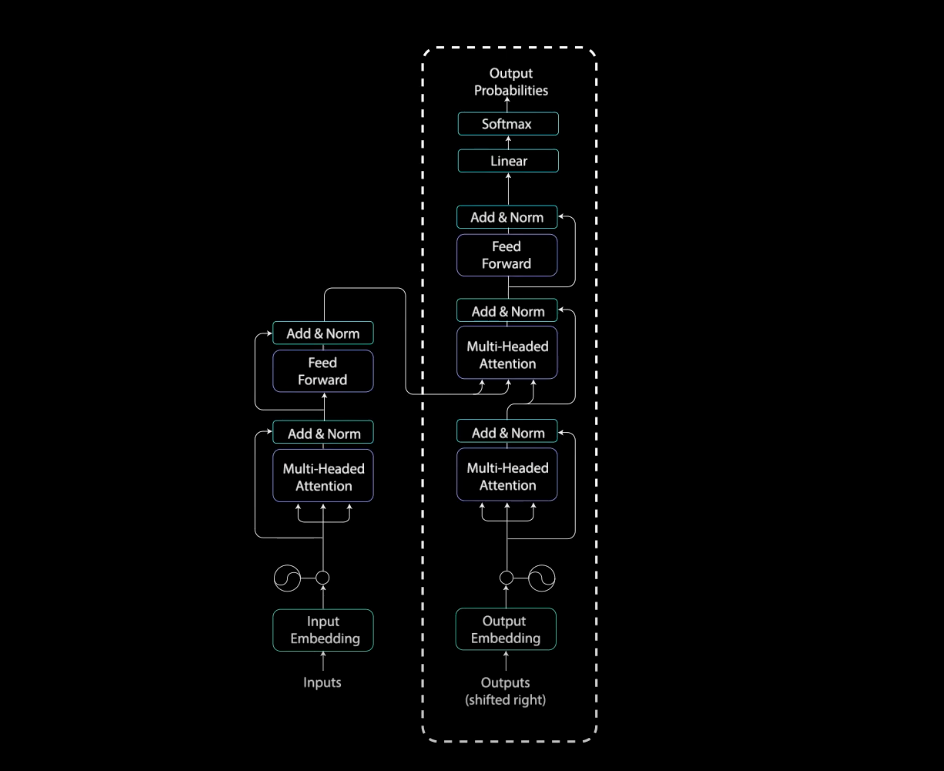 Output
Probabilities
Softmax
Linear
Add & Norm
Feed
Forward
Add & Norm
Multi-Headed
Attention
Add & Norm
Multi-Headed
Attention
Output
Embedding
Outputs
(shifted right)
Add & Norm
Feed
Forward
Add & Norm
Multi-Headed
Attention
Input
Embedding
Inputs